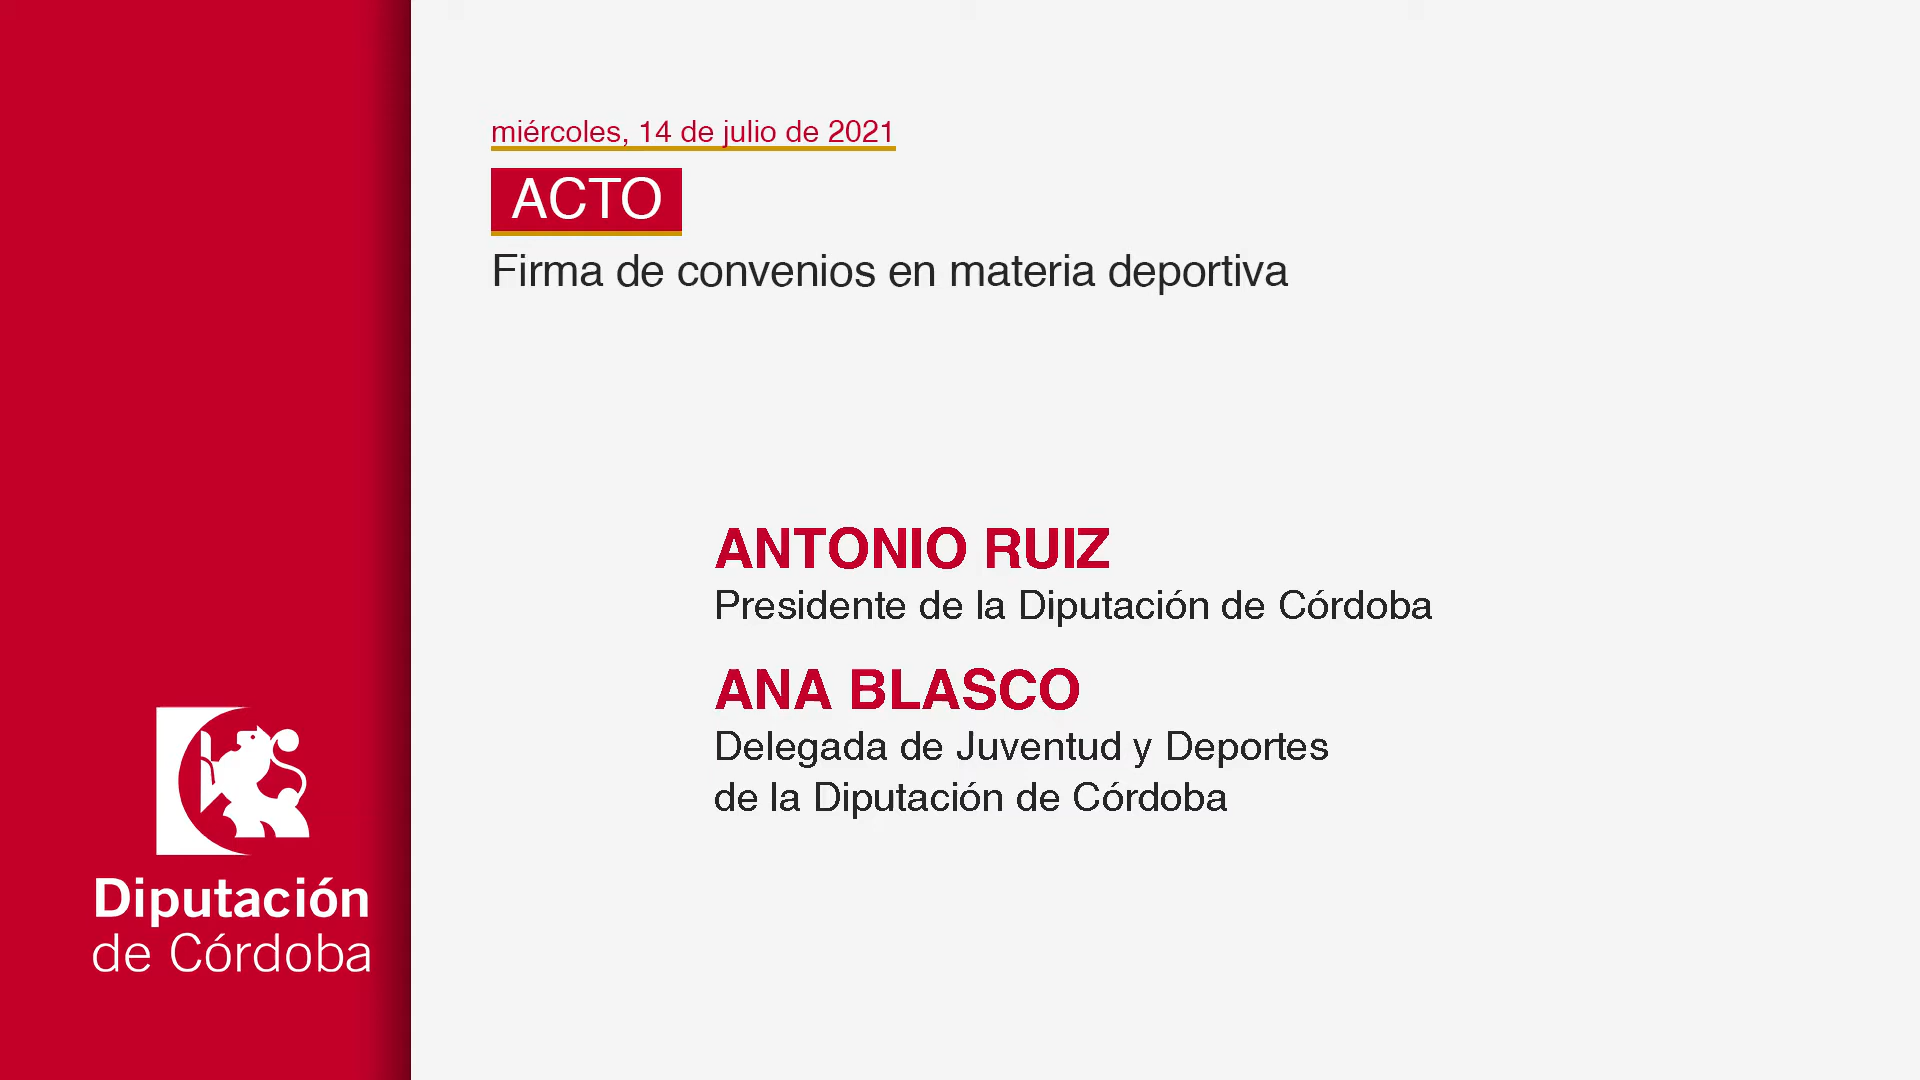 miércoles, 14 de julio de 2021
ACTO
Firma de convenios en materia deportiva
ANTONIO RUIZ
Presidente de la Diputación de Córdoba
ANA BLASCO
Delegada de Juventud y Deportes
de la Diputación de Córdoba
Diputación
de Córdoba